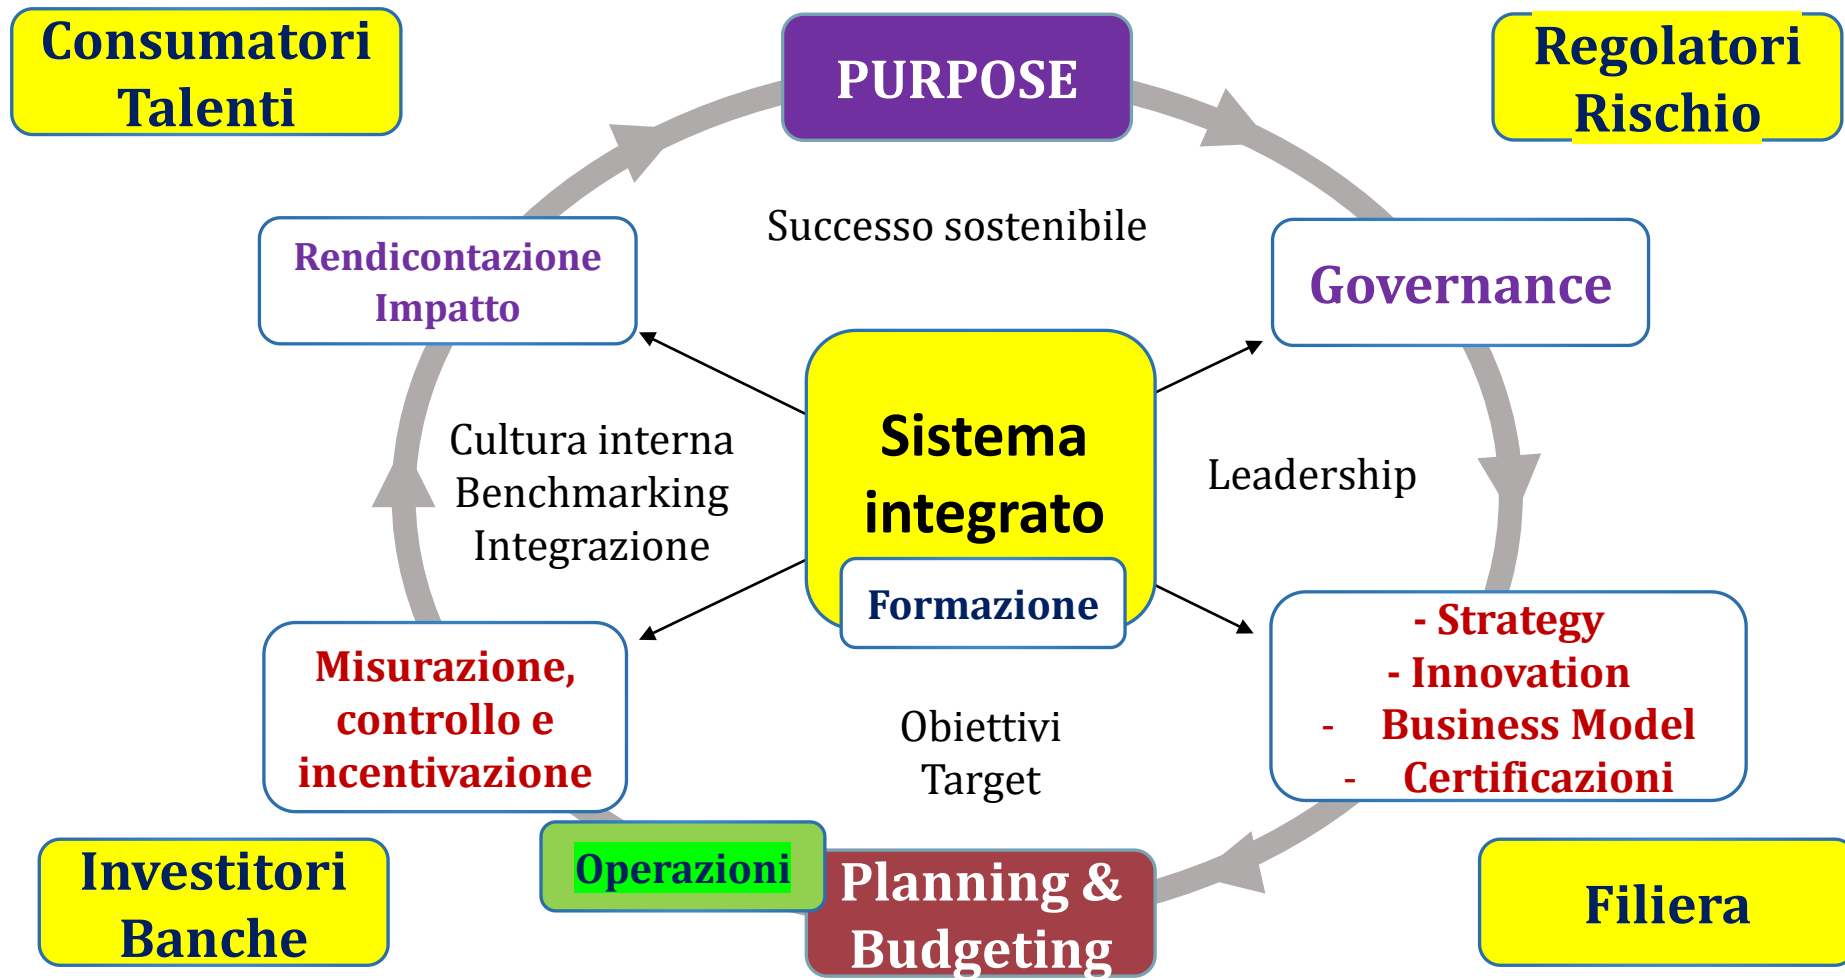 Consumatori
Talenti
PURPOSE
Regolatori
Rischio
Successo sostenibile
Rendicontazione
Impatto
Governance
Sistema
integrato
Formazione
Cultura interna
Benchmarking
Integrazione
Leadership
Misurazione,
controllo e
incentivazione
- Strategy
- Innovation
- Business Model
- Certificazioni
Obiettivi
Target
Operazioni
Planning &
Budgeting
Investitori
Banche
Filiera